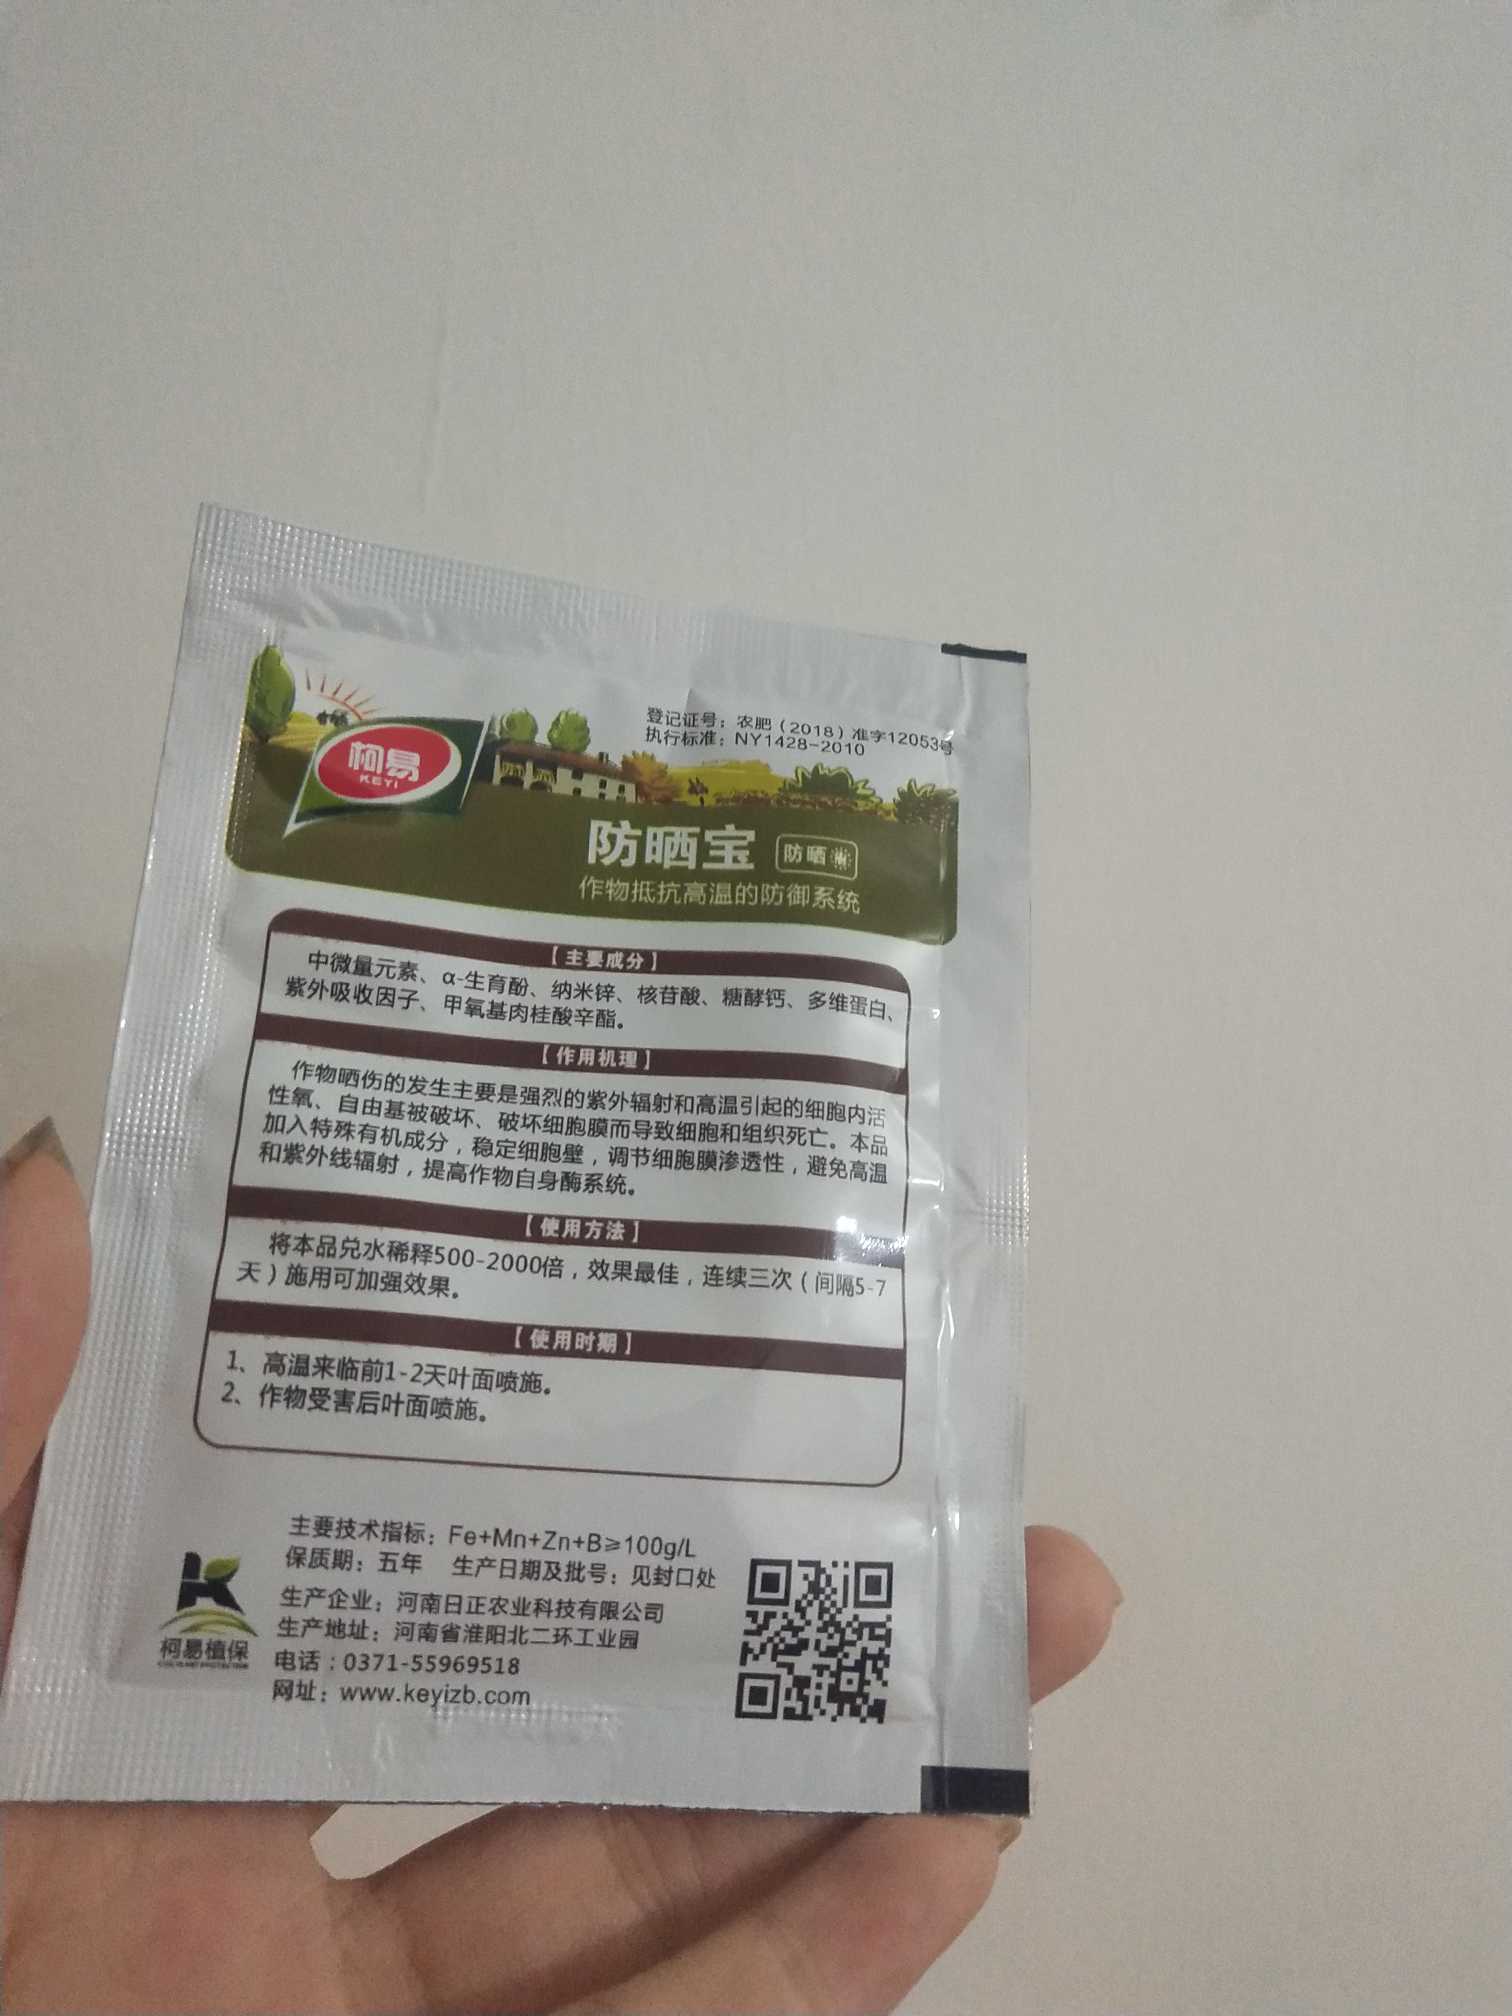 登记证号：农肥（2018）准字12053号
执行标准：NY1428-2010
柯易
KEYI
防晒宝 防晒
作物抵抗高温的防御系统
【主要成分】
中微量元素、α-生育酚、纳米锌、核苷酸、糖酵钙、多维蛋白、
紫外吸收因子、甲氧基肉桂酸辛酯。
【作用机理】
作物晒伤的发生主要是强烈的紫外辐射和高温引起的细胞内活
性氧、自由基被破坏、破坏细胞膜而导致细胞和组织死亡。本品
加入特殊有机成分，稳定细胞壁，调节细胞膜渗透性，避免高温
和紫外线辐射，提高作物自身酶系统。
【使用方法】
将本品兑水稀释500-2000倍，效果最佳，连续三次（间隔5-7
天）施用可加强效果。
【使用时期】
1、高温来临前1-2天叶面喷施。
2、作物受害后叶面喷施。
主要技术指标：Fe+Mn+Zn+B≥100g/L
保质期：五年 生产日期及批号：见封口处
生产企业：河南日正农业科技有限公司
生产地址：河南省淮阳北二环工业园
电话：0371-55969518
网址：www.keyizb.com
柯易植保